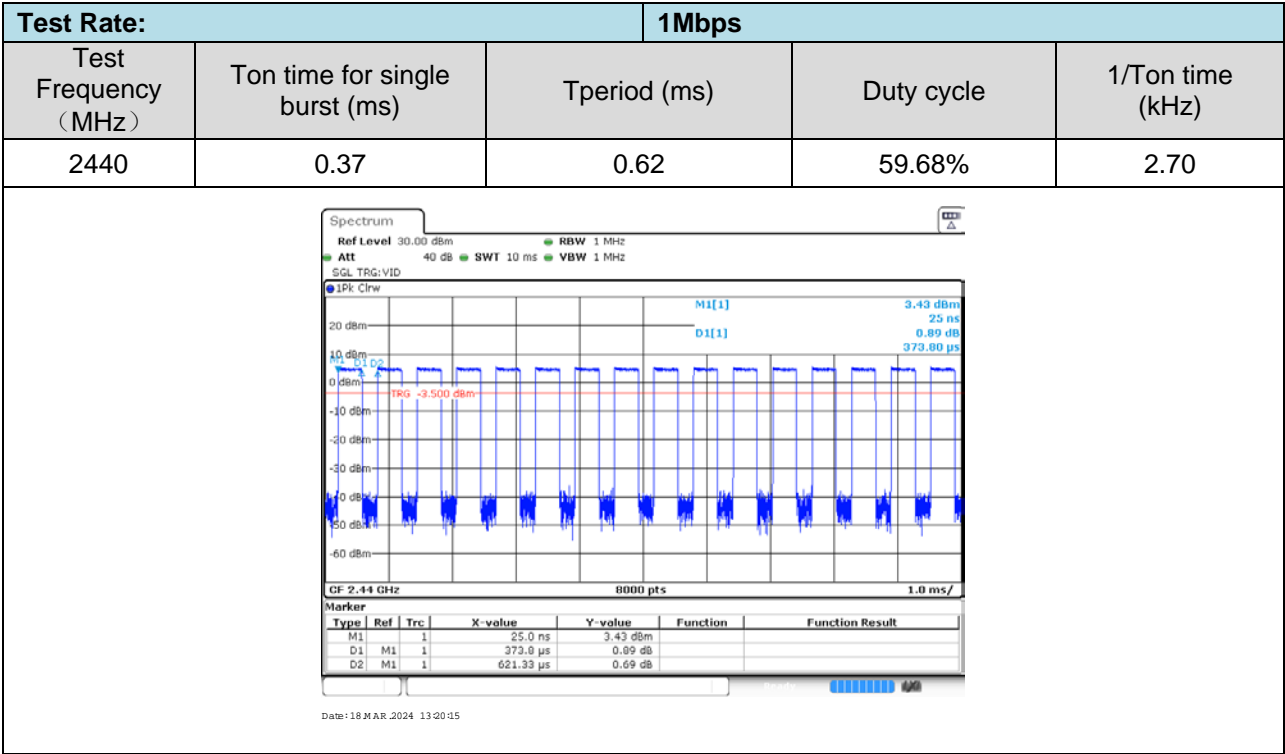 Test Rate: 1Mbps
Test Frequency （MHz） Ton time for single burst (ms) Tperiod (ms) Duty cycle 1/Ton time (kHz)
2440 0.37 0.62 59.68% 2.70
Spectrum
Ref Level 30.00 dBm RBW 1 MHz
Att 40 dB SWT 10 ms VBW 1 MHz
SGL TRG:VID
1Pk Clrw
M1[1] 3.43 dBm
25 ns
20 dBm
D1[1] 0.89 dB
373.80 µs
10 dBm
M1 D1 D2
0 dBm
TRG -3.500 dBm
-10 dBm
-20 dBm
-30 dBm
-50 dBm
-60 dBm
CF 2.44 GHz 8000 pts 1.0 ms/
Marker
Type Ref Trc X-value Y-value Function Function Result
M1 1 25.0 ns 3.43 dBm
D1 M1 1 373.8 µs 0.89 dB
D2 M1 1 621.33 µs 0.69 dB
Date: 18.MAR.2024 13:20:15